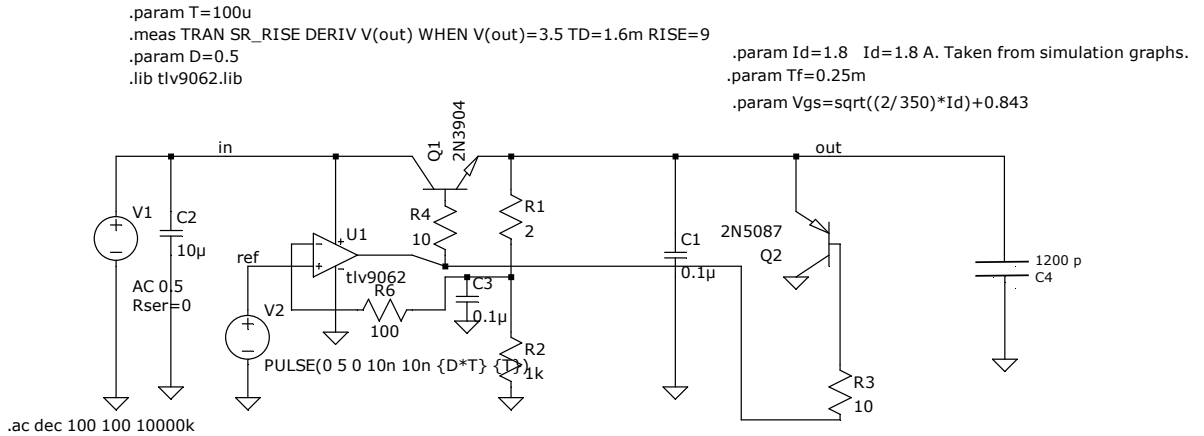 .param T=100u
.meas TRAN SR_RISE DERIV V(out) WHEN V(out)=3.5 TD=1.6m RISE=9
.param D=0.5
.lib tlv9062.lib
.param Id=1.8 Id=1.8 A. Taken from simulation graphs.
.param Tf=0.25m
.param Vgs=sqrt((2/350)*Id)+0.843
in
Q1
2N3904
out
V1
C2
10µ
AC 0.5
Rser=0
ref
U1
tlv9062
R4
10
R1
2
C1
0.1µ
2N5087
Q2
1200 p
C4
V2
R6
100
C3
0.1µ
PULSE(0 5 0 10n 10n {D*T} {T})
R2
1k
R3
10
.ac dec 100 100 10000k